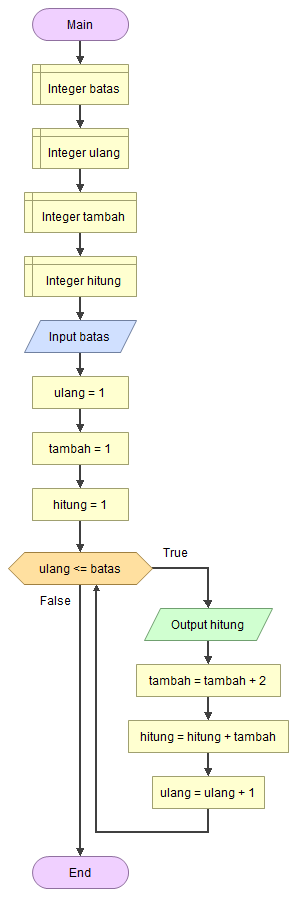 Main
Integer batas
Integer ulang
Integer tambah
Integer hitung
Input batas
ulang = 1
tambah = 1
hitung = 1
ulang <= batas
True
False
Output hitung
tambah = tambah + 2
hitung = hitung + tambah
ulang = ulang + 1
End